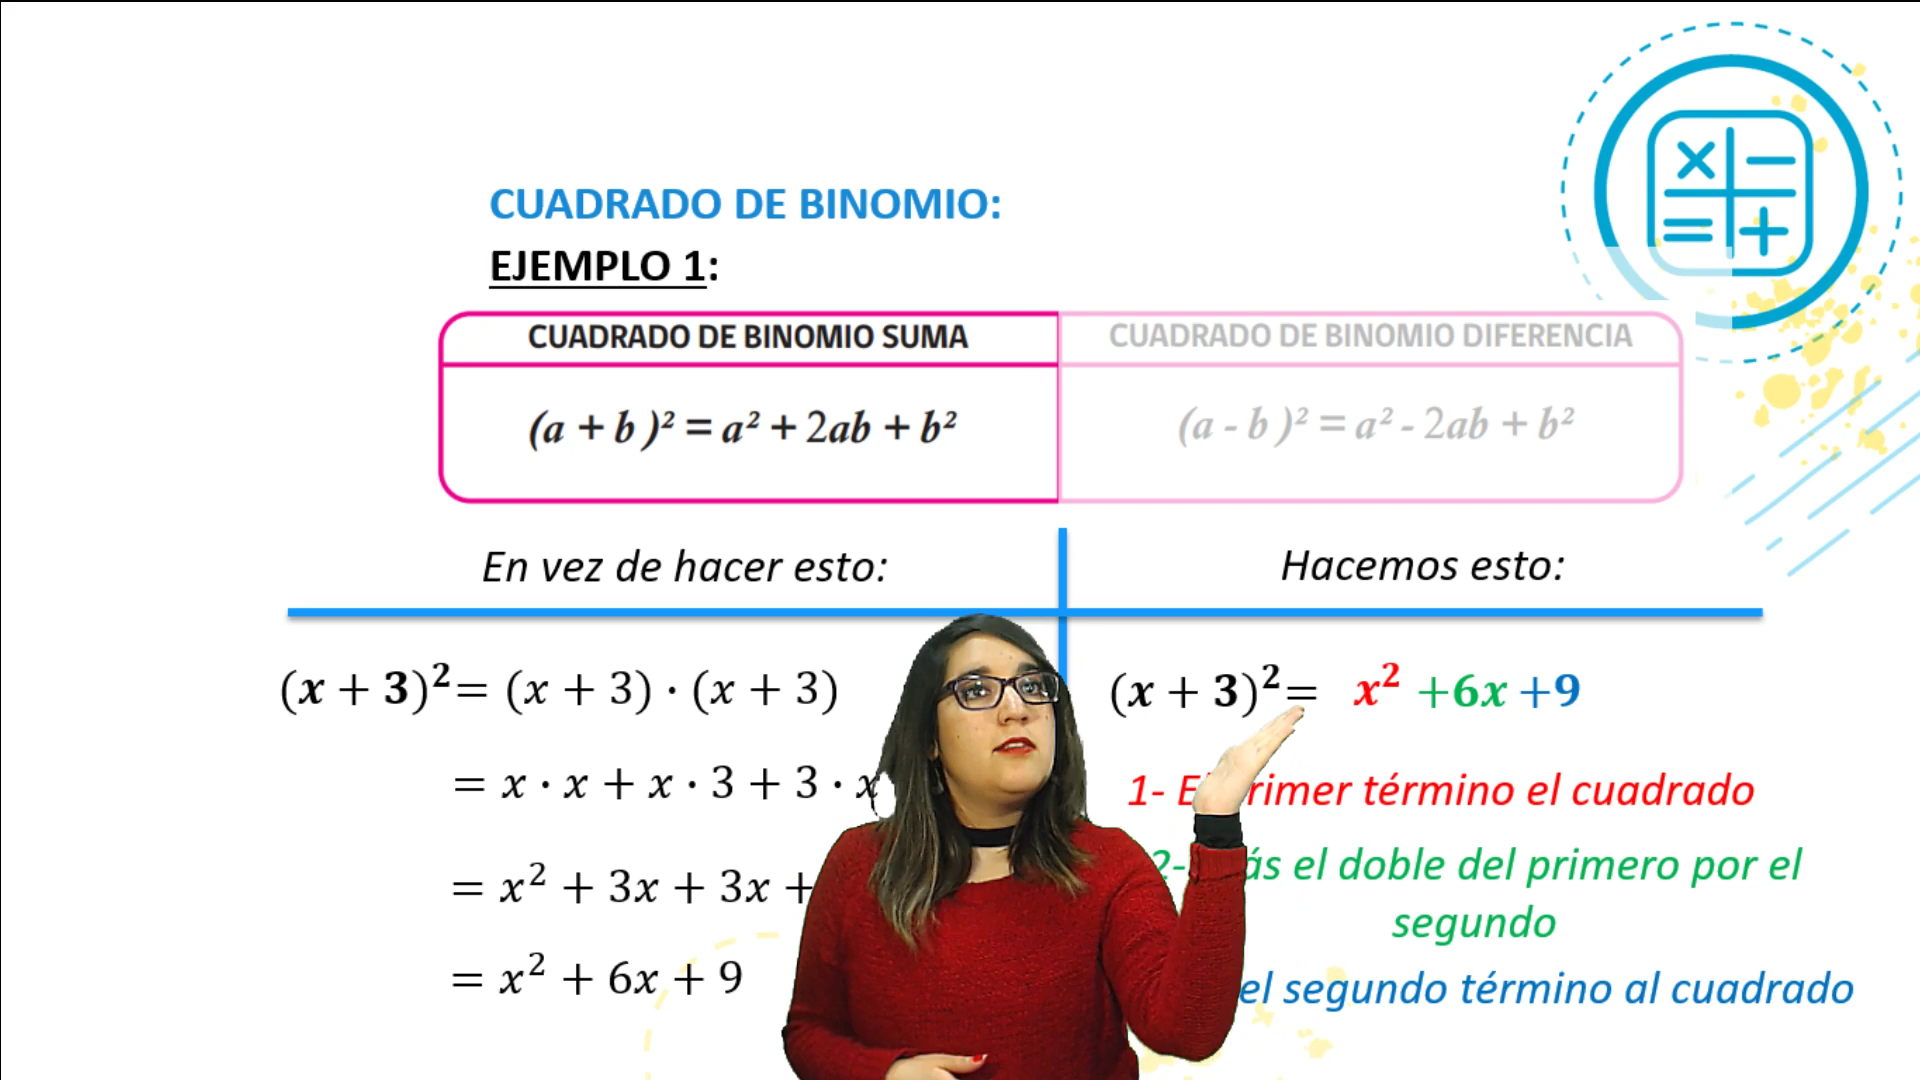 CUADRADO DE BINOMIO:
EJEMPLO 1:
CUADRADO DE BINOMIO SUMA
CUADRADO DE BINOMIO DIFERENCIA
(a + b )² = a² + 2ab + b²
(a - b )² = a² - 2ab + b²
En vez de hacer esto:
Hacemos esto:
(x + 3)²= (x + 3) · (x + 3)
= x · x + x · 3 + 3 · x
= x² + 3x + 3x +
= x² + 6x + 9
(x + 3)²= x² +6x +9
1- El primer término el cuadrado
2- el doble del primero por el
segundo
el segundo término al cuadrado